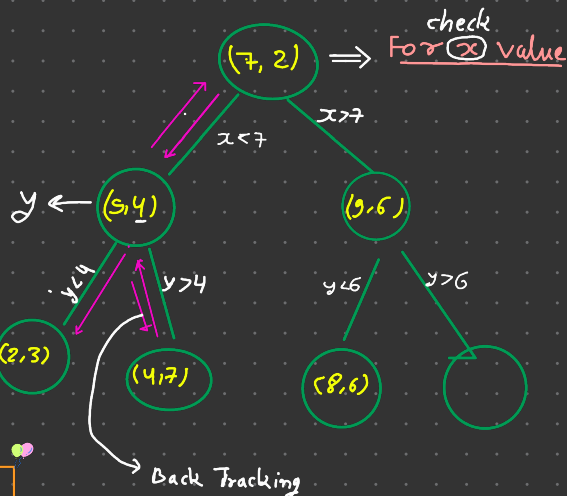 check
For x value
(7, 2)
x<7
x>7
y
(5,4)
(9,6)
y<4
y>4
y<6
y>6
(2,3)
(4,7)
(8,6)
Back Tracking